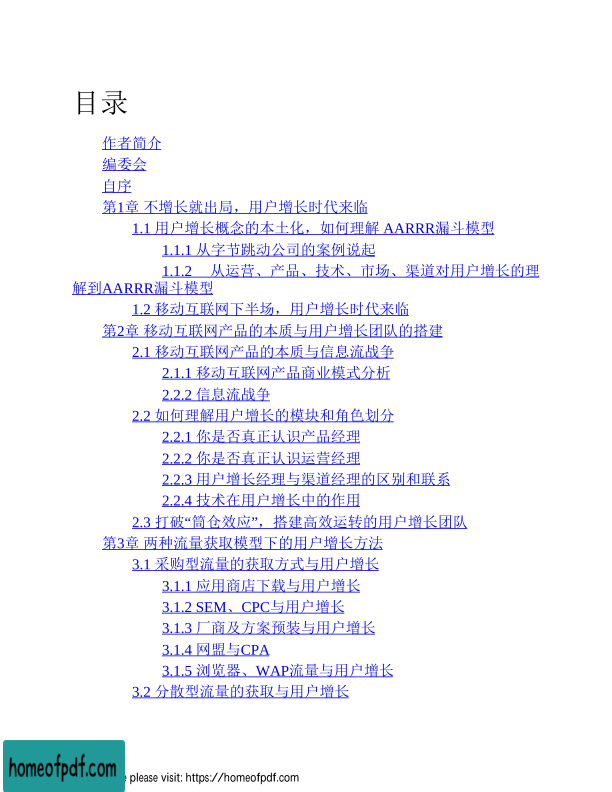 目录
作者简介
编委会
自序
第1章 不增长就出局，用户增长时代来临
1.1 用户增长概念的本土化，如何理解 AARRR漏斗模型
1.1.1 从字节跳动公司的案例说起
1.1.2 从运营、产品、技术、市场、渠道对用户增长的理
解到AARRR漏斗模型
1.2 移动互联网下半场，用户增长时代来临
第2章 移动互联网产品的本质与用户增长团队的搭建
2.1 移动互联网产品的本质与信息流战争
2.1.1 移动互联网产品商业模式分析
2.2.2 信息流战争
2.2 如何理解用户增长的模块和角色划分
2.2.1 你是否真正认识产品经理
2.2.2 你是否真正认识运营经理
2.2.3 用户增长经理与渠道经理的区别和联系
2.2.4 技术在用户增长中的作用
2.3 打破“筒仓效应”，搭建高效运转的用户增长团队
第3章 两种流量获取模型下的用户增长方法
3.1 采购型流量的获取方式与用户增长
3.1.1 应用商店下载与用户增长
3.1.2 SEM、CPC与用户增长
3.1.3 厂商及方案预装与用户增长
3.1.4 网盟与CPA
3.1.5 浏览器、WAP流量与用户增长
3.2 分散型流量的获取与用户增长
homeofpdf.com
e please visit: https://homeofpdf.com